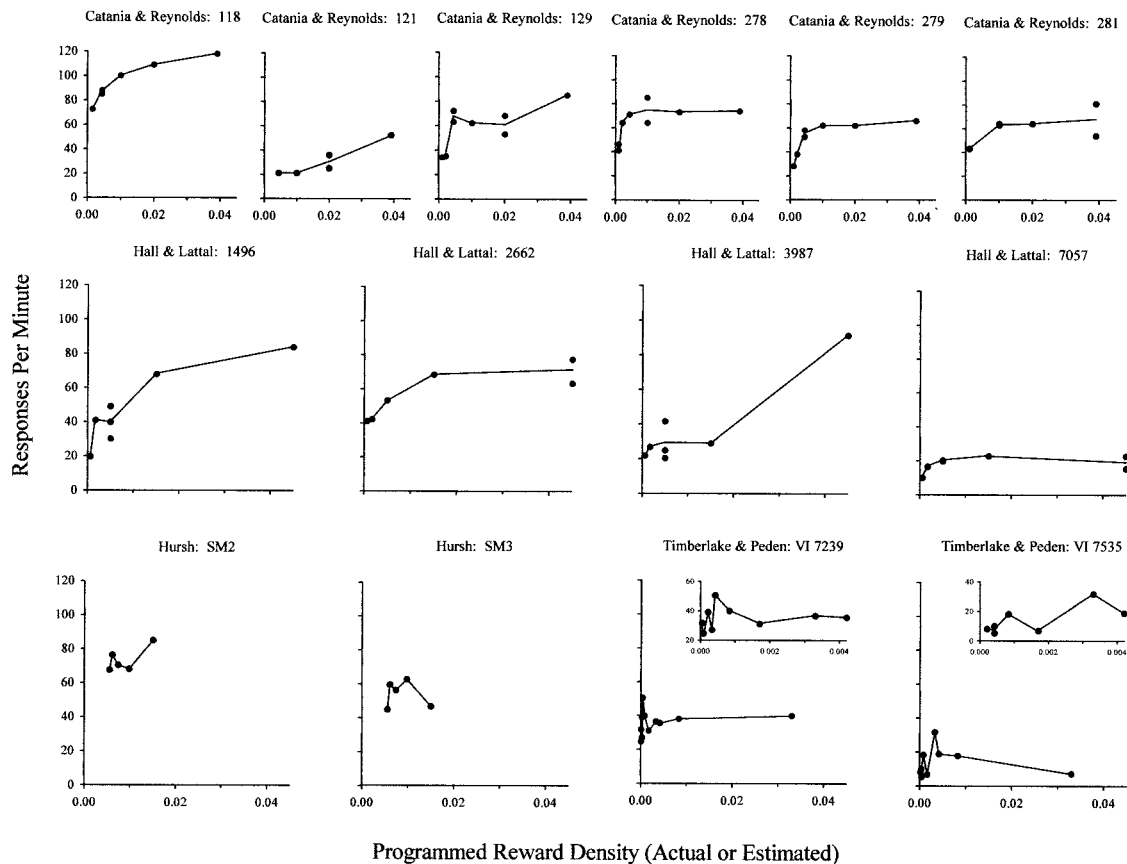 Catania & Reynolds: 118
Catania & Reynolds: 121
Catania & Reynolds: 129
Catania & Reynolds: 278
Catania & Reynolds: 279
Catania & Reynolds: 281
120
100
80
60
40
20
0
0.00 0.02 0.04
0.00 0.02 0.04
0.00 0.02 0.04
0.00 0.02 0.04
0.00 0.02 0.04
0.00 0.02 0.04
Responses Per Minute
Hall & Lattal: 1496
Hall & Lattal: 2662
Hall & Lattal: 3987
Hall & Lattal: 7057
120
100
80
60
40
20
0
Hursh: SM2
Hursh: SM3
Timberlake & Peden: VI 7239
Timberlake & Peden: VI 7535
120
100
80
60
40
20
0
0.00 0.02 0.04
0.00 0.02 0.04
60
40
20
0.000 0.002 0.004
0.00 0.02 0.04
40
20
0
0.000 0.002 0.004
0.00 0.02 0.04
Programmed Reward Density (Actual or Estimated)